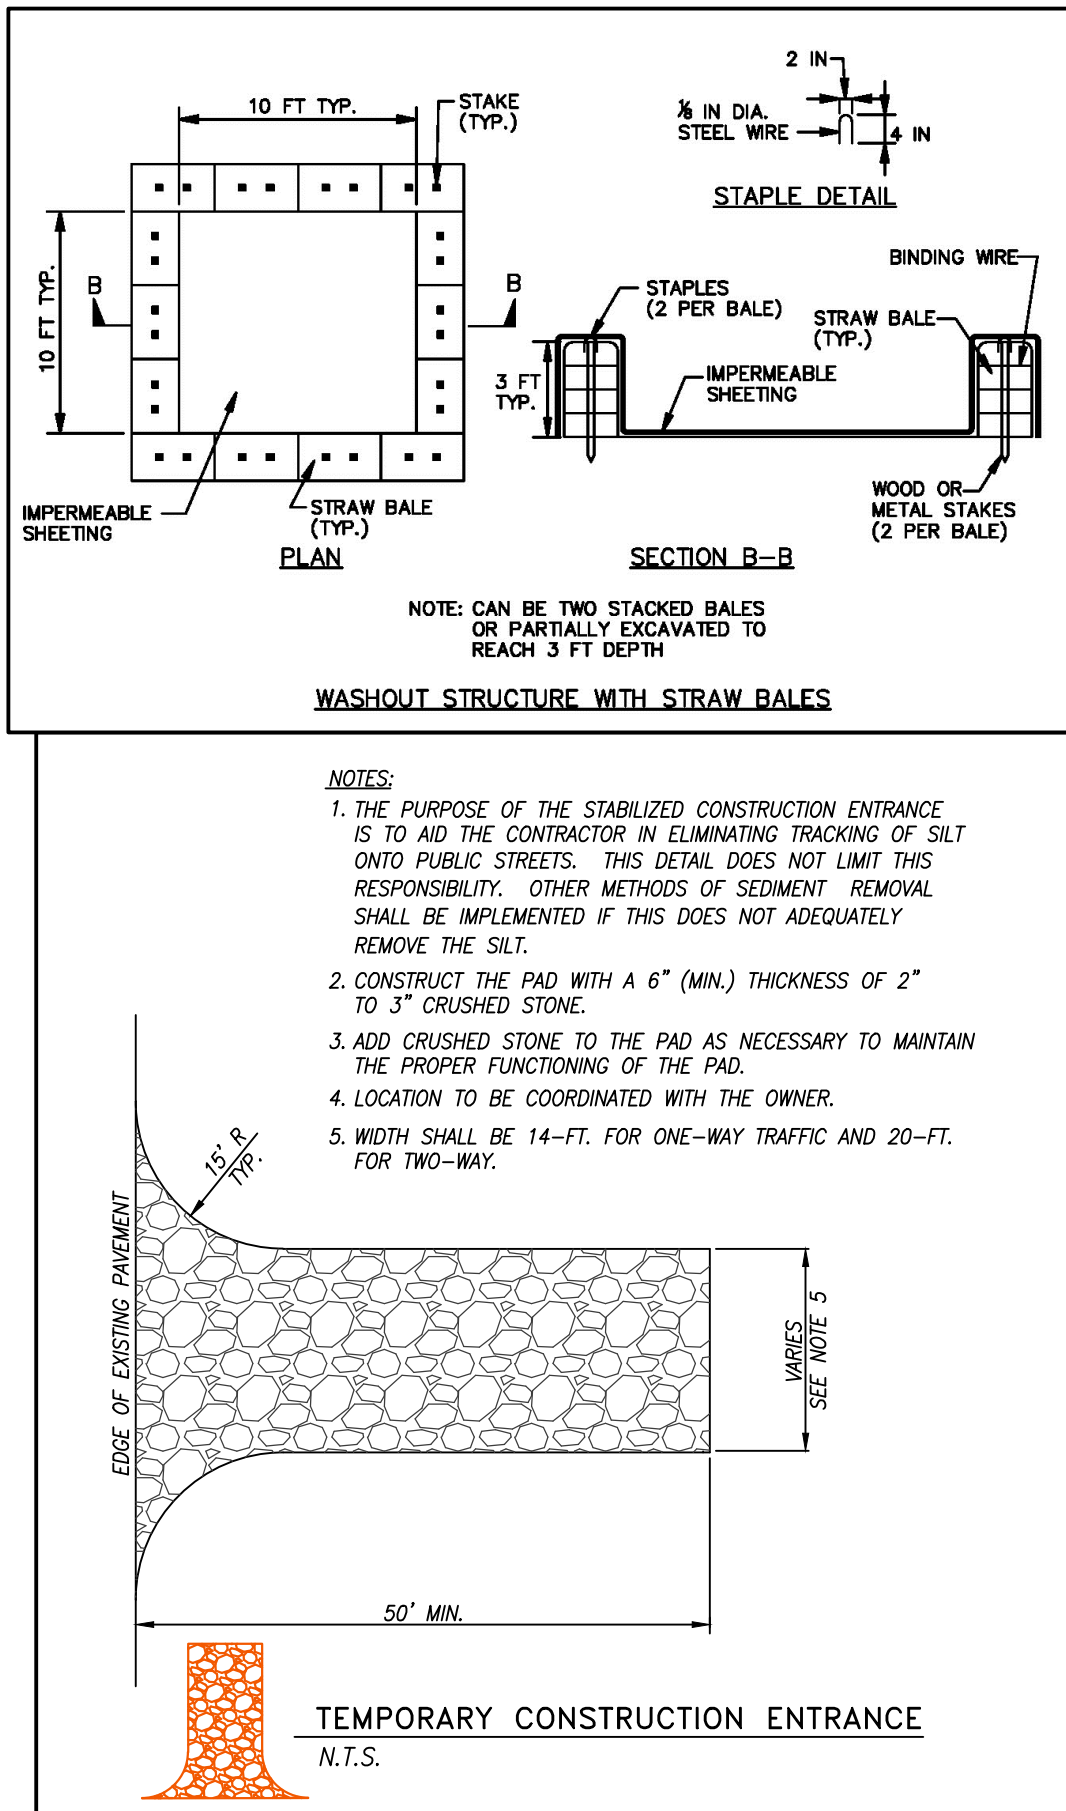 10 FT TYP.
STAKE
(TYP.)
10 FT TYP.
B
B
IMPERMEABLE
SHEETING
STRAW BALE
(TYP.)
PLAN
2 IN
⅛ IN DIA.
STEEL WIRE
4 IN
STAPLE DETAIL
BINDING WIRE
STAPLES
(2 PER BALE)
STRAW BALE
(TYP.)
3 FT
TYP.
IMPERMEABLE
SHEETING
WOOD OR
METAL STAKES
(2 PER BALE)
SECTION B-B
NOTE: CAN BE TWO STACKED BALES
OR PARTIALLY EXCAVATED TO
REACH 3 FT DEPTH
WASHOUT STRUCTURE WITH STRAW BALES
NOTES:
1. THE PURPOSE OF THE STABILIZED CONSTRUCTION ENTRANCE
IS TO AID THE CONTRACTOR IN ELIMINATING TRACKING OF SILT
ONTO PUBLIC STREETS. THIS DETAIL DOES NOT LIMIT THIS
RESPONSIBILITY. OTHER METHODS OF SEDIMENT REMOVAL
SHALL BE IMPLEMENTED IF THIS DOES NOT ADEQUATELY
REMOVE THE SILT.
2. CONSTRUCT THE PAD WITH A 6" (MIN.) THICKNESS OF 2"
TO 3" CRUSHED STONE.
3. ADD CRUSHED STONE TO THE PAD AS NECESSARY TO MAINTAIN
THE PROPER FUNCTIONING OF THE PAD.
4. LOCATION TO BE COORDINATED WITH THE OWNER.
5. WIDTH SHALL BE 14-FT. FOR ONE-WAY TRAFFIC AND 20-FT.
FOR TWO-WAY.
15' R
TYP.
EDGE OF EXISTING PAVEMENT
VARIES
SEE NOTE 5
50' MIN.
TEMPORARY CONSTRUCTION ENTRANCE
N.T.S.